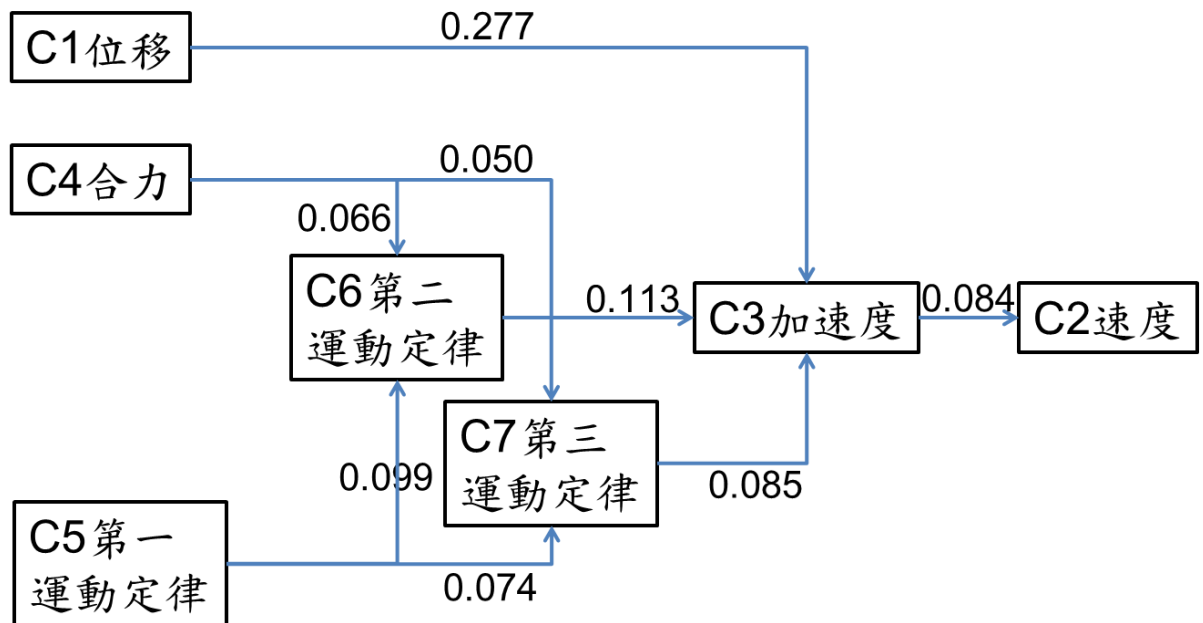 C1位移
0.277
C4合力
0.050
0.066
C6第二
運動定律
0.113
C3加速度
0.084
C2速度
C7第三
運動定律
0.099
0.085
C5第一
運動定律
0.074